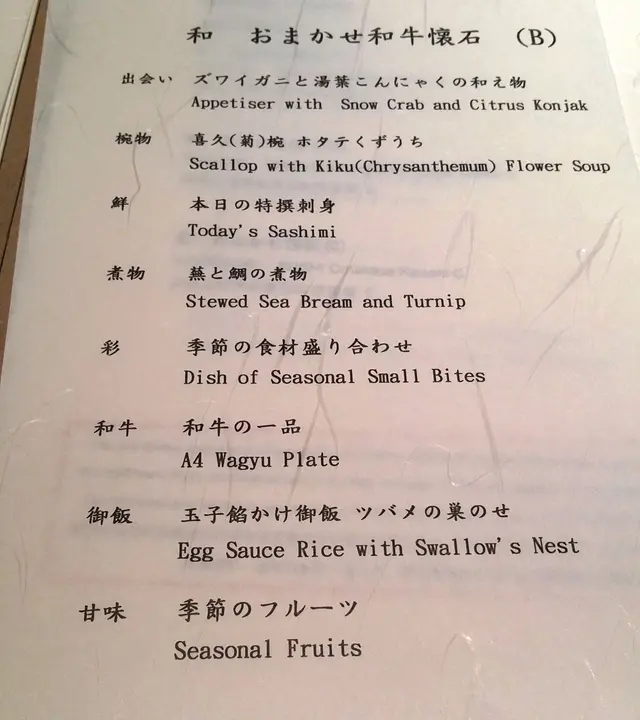 和 おまかせ和牛懐石 (B)
出会い ズワイガニと湯葉こんにゃくの和え物
Appetiser with Snow Crab and Citrus Konjak
椀物 喜久(菊)椀 ホタテくずうち
Scallop with Kiku(Chrysanthemum) Flower Soup
鮮 本日の特撰刺身
Today's Sashimi
煮物 蕪と鯛の煮物
Stewed Sea Bream and Turnip
彩 季節の食材盛り合わせ
Dish of Seasonal Small Bites
和牛 和牛の一品
A4 Wagyu Plate
御飯 玉子餡かけ御飯 ツバメの巣のせ
Egg Sauce Rice with Swallow's Nest
甘味 季節のフルーツ
Seasonal Fruits